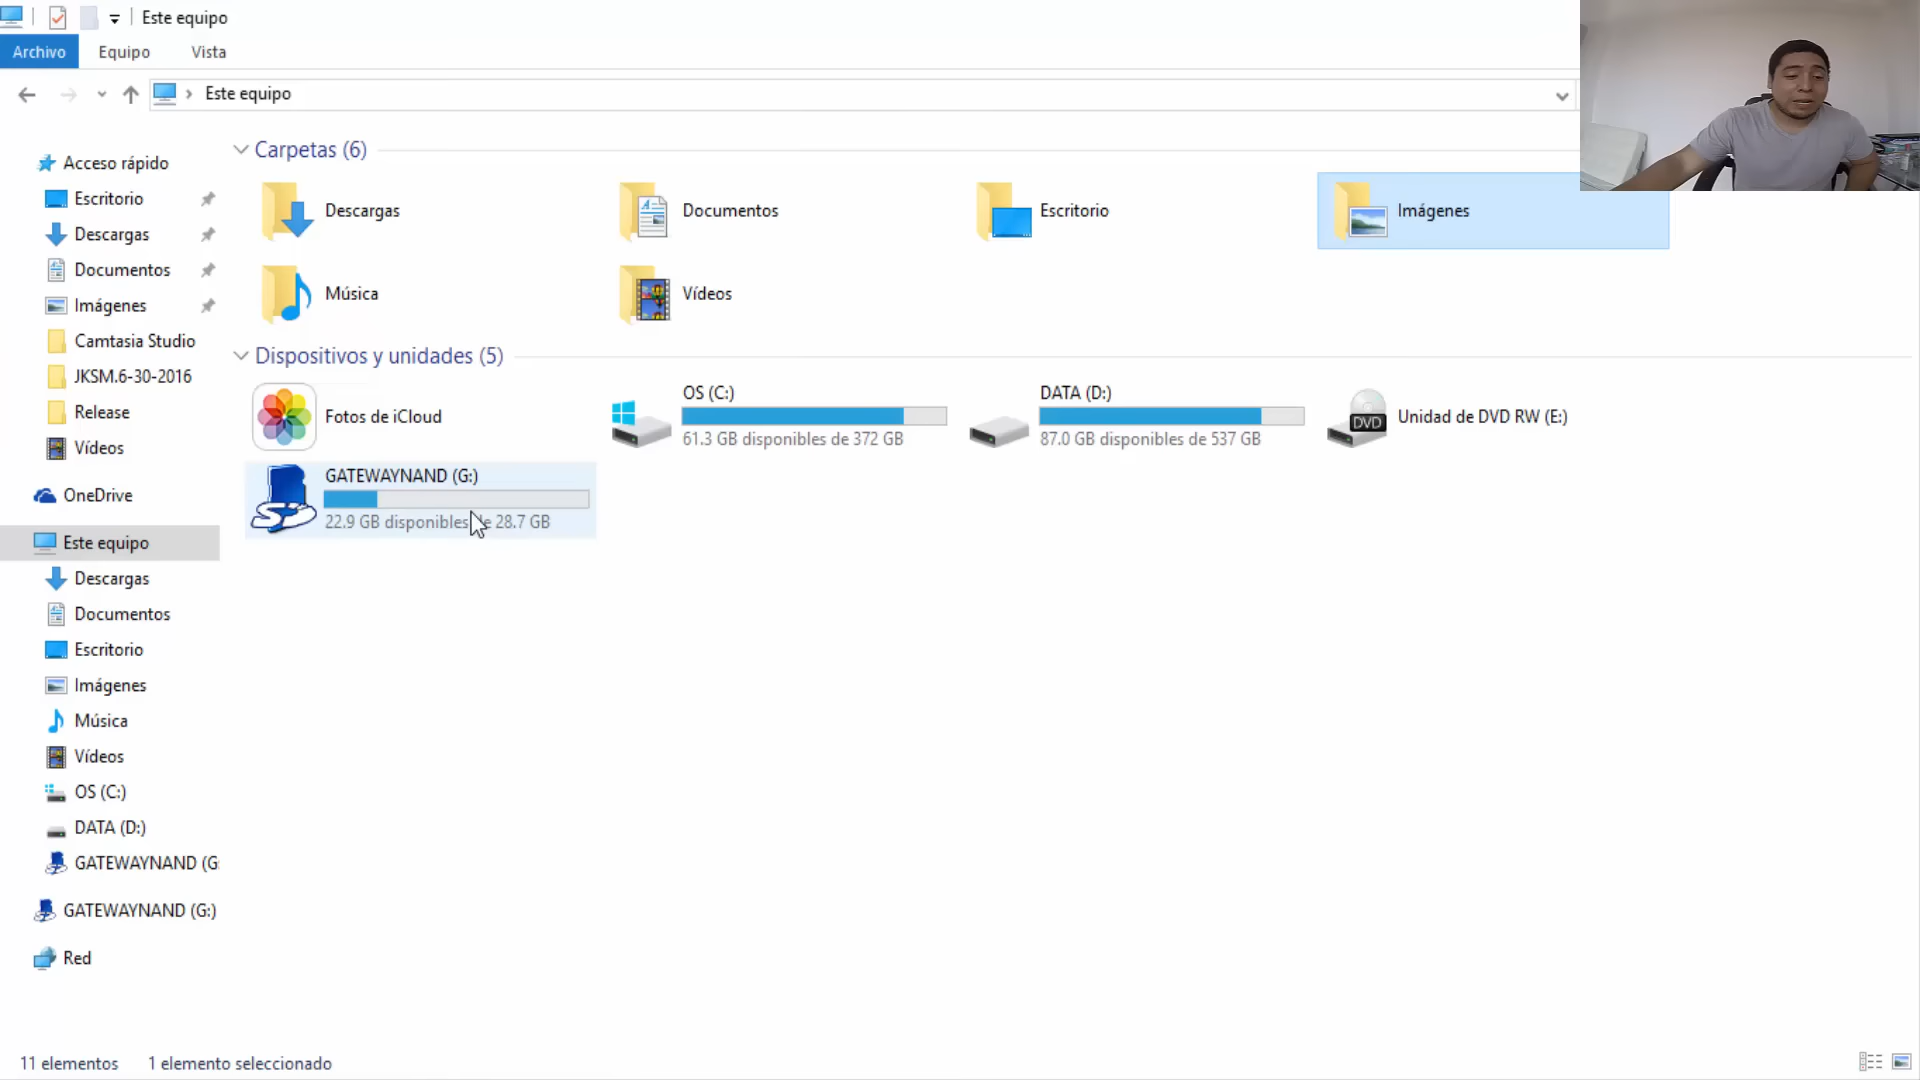 Este equipo
Archivo Equipo Vista
Este equipo
Acceso rápido
Escritorio
Descargas
Documentos
Imágenes
Camtasia Studio
JKSM.6-30-2016
Release
Vídeos
OneDrive
Este equipo
Descargas
Documentos
Escritorio
Imágenes
Música
Vídeos
OS (C:)
DATA (D:)
GATEWAYNAND (G
GATEWAYNAND (G:)
Red
Carpetas (6)
Descargas
Documentos
Escritorio
Imágenes
Música
Vídeos
Dispositivos y unidades (5)
Fotos de iCloud
OS (C:)
61.3 GB disponibles de 372 GB
DATA (D:)
87.0 GB disponibles de 537 GB
DVD
Unidad de DVD RW (E:)
GATEWAYNAND (G:)
22.9 GB disponibles de 28.7 GB
11 elementos 1 elemento seleccionado